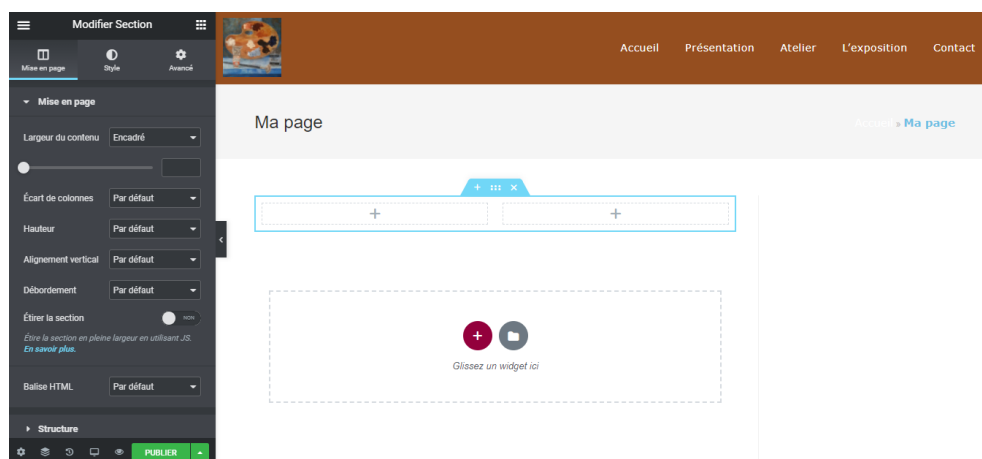 Modifier Section
Mise en page
Style
Avancé
Mise en page
Largeur du contenu
Encadré
Écart de colonnes
Par défaut
Hauteur
Par défaut
Alignement vertical
Par défaut
Débordement
Par défaut
Étirer la section
NON
Étire la section en pleine largeur en utilisant JS.
En savoir plus.
Balise HTML
Par défaut
Structure
PUBLIER
Accueil
Présentation
Atelier
L'exposition
Contact
Ma page
Accueil » Ma page
Glissez un widget ici